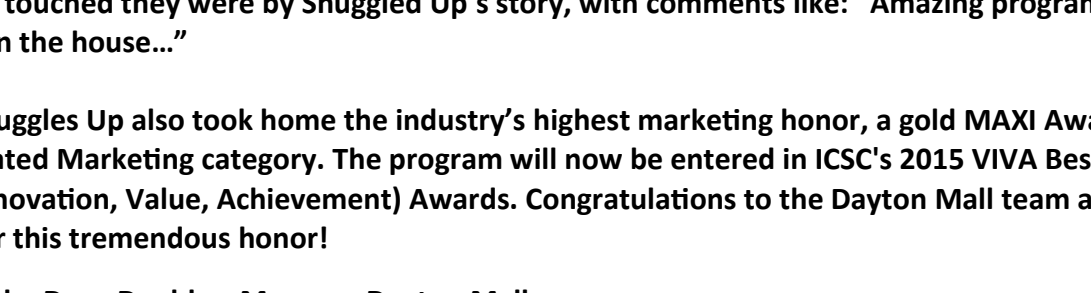 touched they were by Snuggled Up's story, with comments like: "Amazing program
n the house…”
uggles Up also took home the industry’s highest marketing honor, a gold MAXI Awa
ated Marketing category. The program will now be entered in ICSC's 2015 VIVA Bes
novation, Value, Achievement) Awards. Congratulations to the Dayton Mall team a
r this tremendous honor!